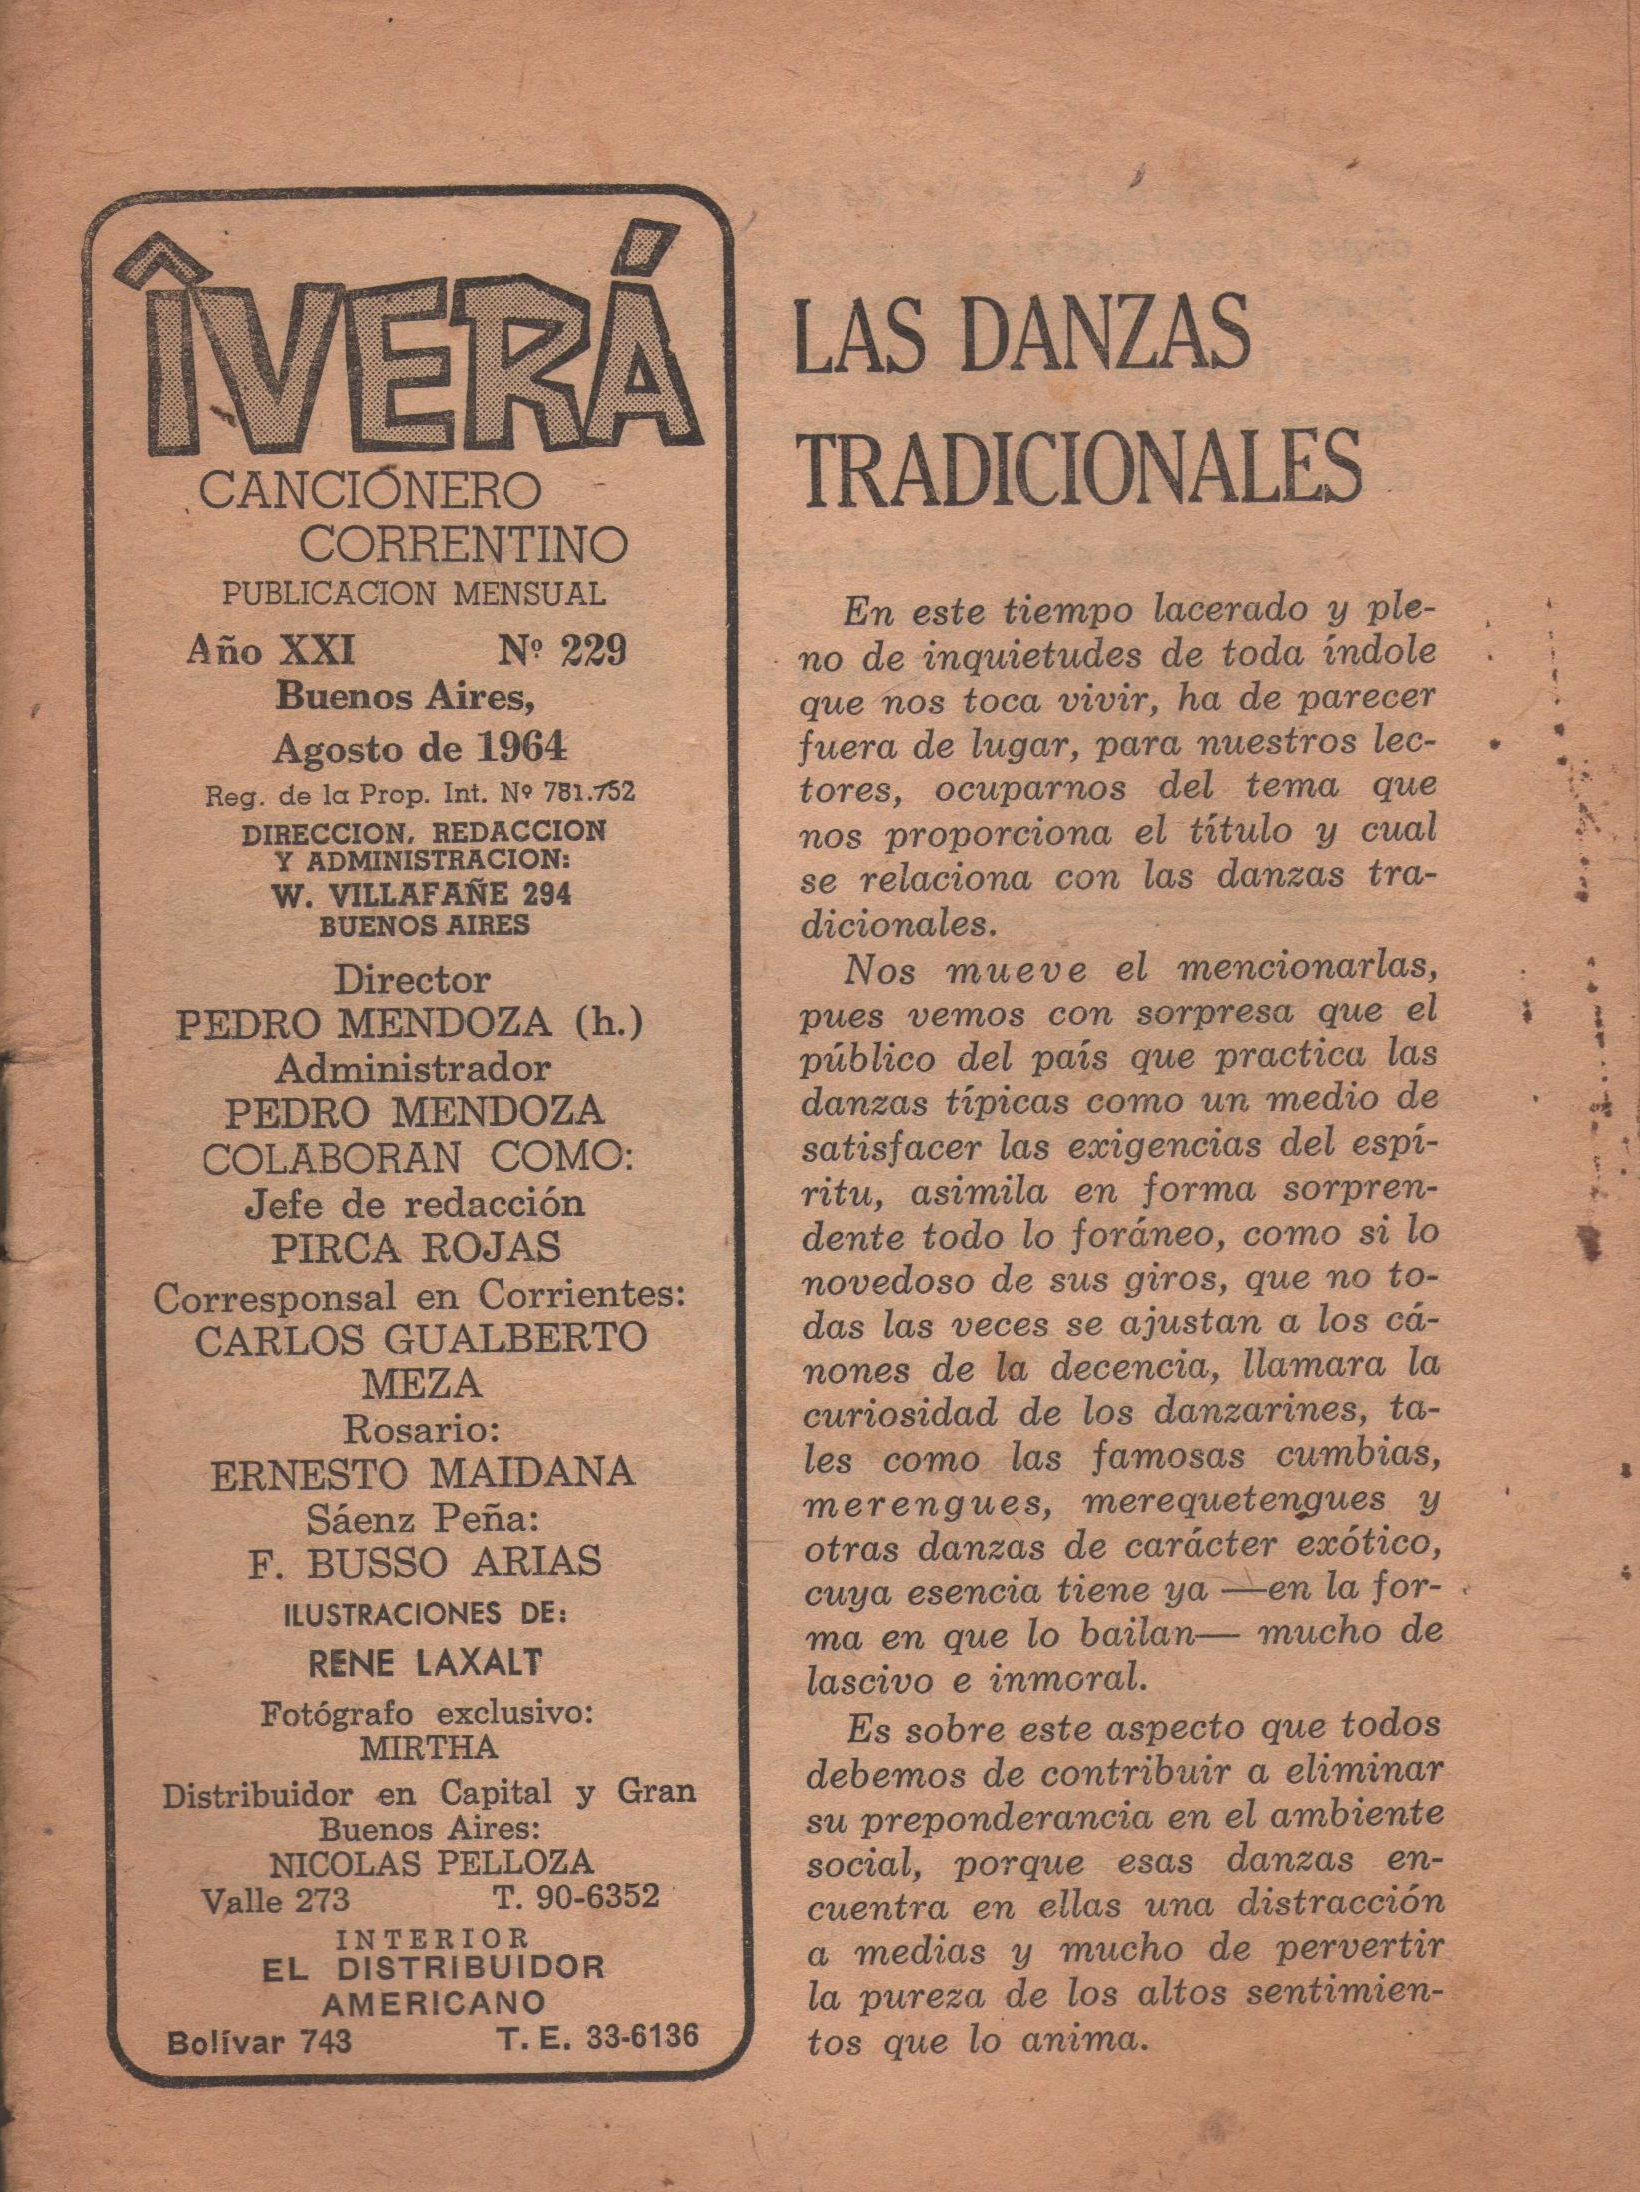 ÎVERÁ
CANCIÓNERO
CORRENTINO
PUBLICACION MENSUAL
Año XXI Nº 229
Buenos Aires,
Agosto de 1964
Reg. de la Prop. Int. Nº 781.752
DIRECCION, REDACCION
Y ADMINISTRACION:
W. VILLAFAÑE 294
BUENOS AIRES
Director
PEDRO MENDOZA (h.)
Administrador
PEDRO MENDOZA
COLABORAN COMO:
Jefe de redacción
PIRCA ROJAS
Corresponsal en Corrientes:
CARLOS GUALBERTO
MEZA
Rosario:
ERNESTO MAIDANA
Sáenz Peña:
F. BUSSO ARIAS
ILUSTRACIONES DE:
RENE LAXALT
Fotógrafo exclusivo:
MIRTHA
Distribuidor en Capital y Gran
Buenos Aires:
NICOLAS PELLOZA
Valle 273 T. 90-6352
INTERIOR
EL DISTRIBUIDOR
AMERICANO
Bolívar 743 T. E. 33-6136
LAS DANZAS
TRADICIONALES
En este tiempo lacerado y ple-
no de inquietudes de toda índole
que nos toca vivir, ha de parecer
fuera de lugar, para nuestros lec-
tores, ocuparnos del tema que
nos proporciona el título y cual
se relaciona con las danzas tra-
dicionales.
Nos mueve el mencionarlas,
pues vemos con sorpresa que el
público del país que practica las
danzas típicas como un medio de
satisfacer las exigencias del espí-
ritu, asimila en forma sorpren-
dente todo lo foráneo, como si lo
novedoso de sus giros, que no to-
das las veces se ajustan a los cá-
nones de la decencia, llamara la
curiosidad de los danzarines, ta-
les como las famosas cumbias,
merengues, merequetengues y
otras danzas de carácter exótico,
cuya esencia tiene ya —en la for-
ma en que lo bailan— mucho de
lascivo e inmoral.
Es sobre este aspecto que todos
debemos de contribuir a eliminar
su preponderancia en el ambiente
social, porque esas danzas en-
cuentra en ellas una distracción
a medias y mucho de pervertir
la pureza de los altos sentimien-
tos que lo anima.